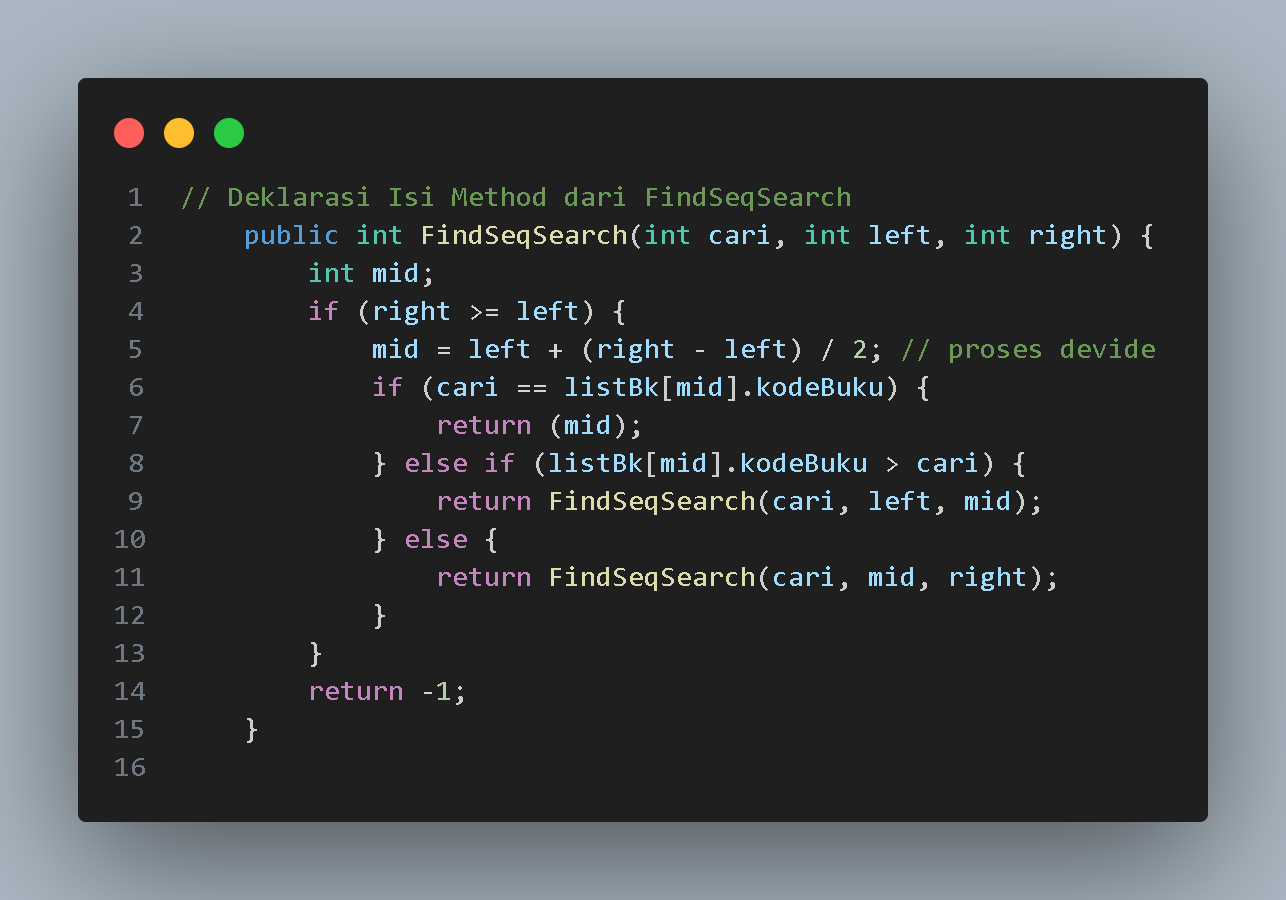 1 // Deklarasi Isi Method dari FindSeqSearch
2     public int FindSeqSearch(int cari, int left, int right) {
3         int mid;
4         if (right >= left) {
5             mid = left + (right - left) / 2; // proses devide
6             if (cari == listBk[mid].kodeBuku) {
7                 return (mid);
8             } else if (listBk[mid].kodeBuku > cari) {
9                 return FindSeqSearch(cari, left, mid);
10             } else {
11                 return FindSeqSearch(cari, mid, right);
12             }
13         }
14         return -1;
15     }
16